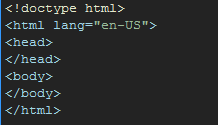 <!doctype html>
<html lang="en-US">
<head>
</head>
<body>
</body>
</html>